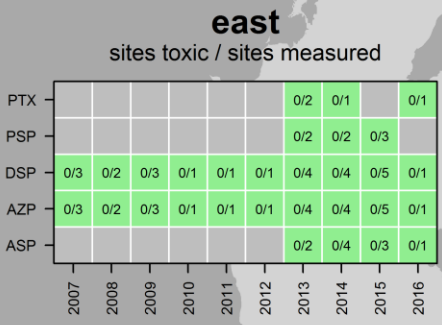 east
sites toxic / sites measured
PTX 0/2 0/1 0/1
PSP 0/2 0/2 0/3
DSP 0/3 0/2 0/3 0/1 0/1 0/1 0/4 0/4 0/5 0/1
AZP 0/3 0/2 0/3 0/1 0/1 0/1 0/4 0/4 0/5 0/1
ASP 0/2 0/4 0/3 0/1
2007 2008 2009 2010 2011 2012 2013 2014 2015 2016